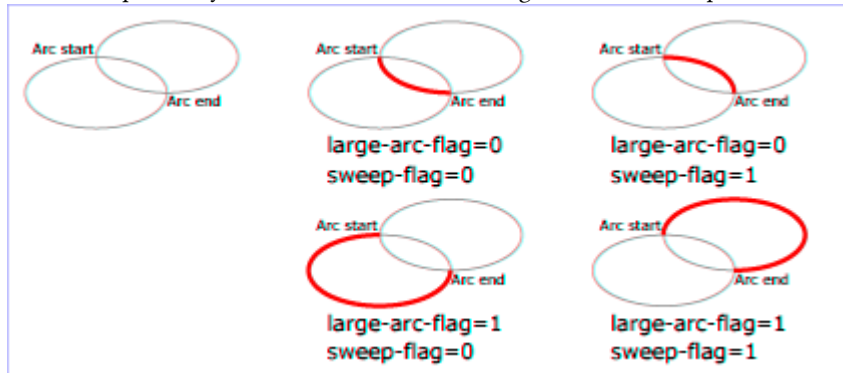 Arc start
Arc end
Arc start
Arc end
large-arc-flag=0
sweep-flag=0
Arc start
Arc end
large-arc-flag=0
sweep-flag=1
Arc start
Arc end
large-arc-flag=1
sweep-flag=0
Arc start
Arc end
large-arc-flag=1
sweep-flag=1